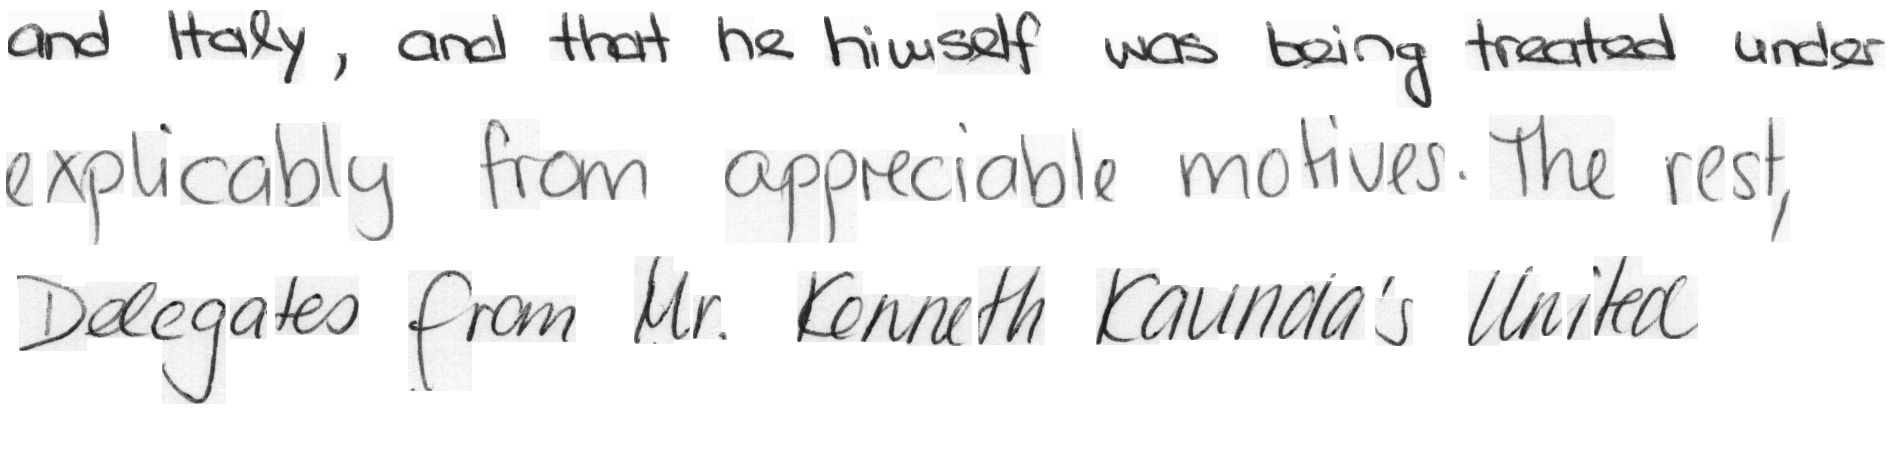 and Italy, and that he himself was being treated under
explicably from appreciable motives. The rest,
Delegates from Mr. Kenneth Kaunda's United